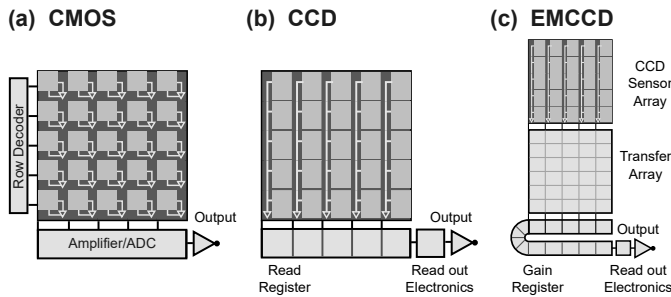 (a) CMOS
Row Decoder
Amplifier/ADC
Output
(b) CCD
Read
Register
Read out
Electronics
(c) EMCCD
CCD
Sensor
Array
Transfer
Array
Output
Gain
Register
Read out
Electronics